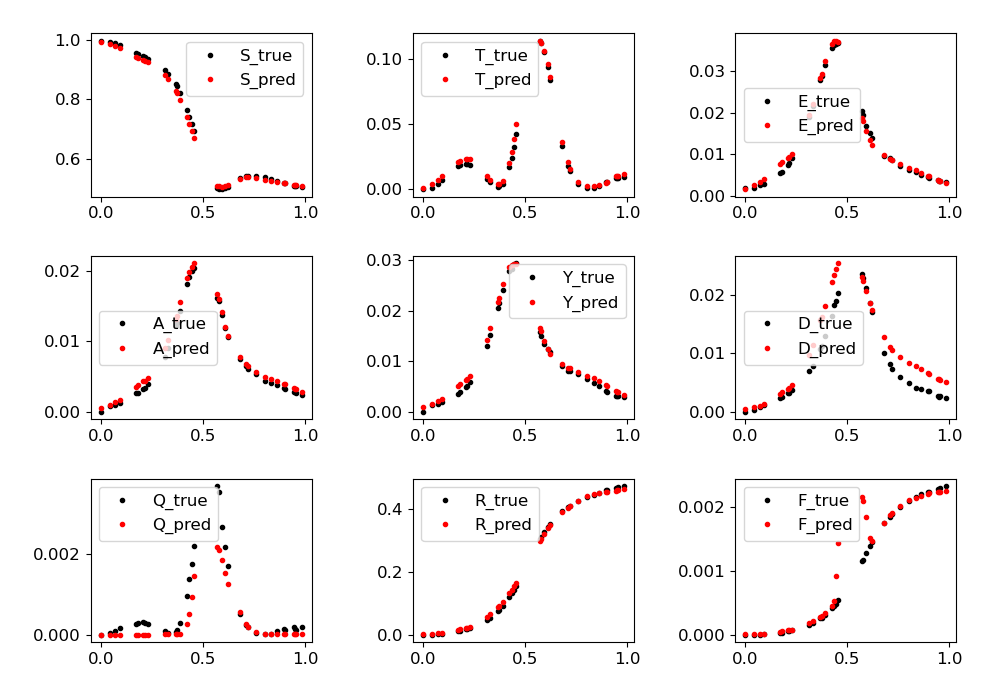 1.0
0.8
0.6
0.0 0.5 1.0
S_true
S_pred
0.10
0.05
0.00
0.0 0.5 1.0
T_true
T_pred
0.03
0.02
0.01
0.00
0.0 0.5 1.0
E_true
E_pred
0.02
0.01
0.00
0.0 0.5 1.0
A_true
A_pred
0.03
0.02
0.01
0.00
0.0 0.5 1.0
Y_true
Y_pred
0.02
0.01
0.00
0.0 0.5 1.0
D_true
D_pred
0.002
0.000
0.0 0.5 1.0
Q_true
Q_pred
0.4
0.2
0.0
0.0 0.5 1.0
R_true
R_pred
0.002
0.001
0.000
0.0 0.5 1.0
F_true
F_pred